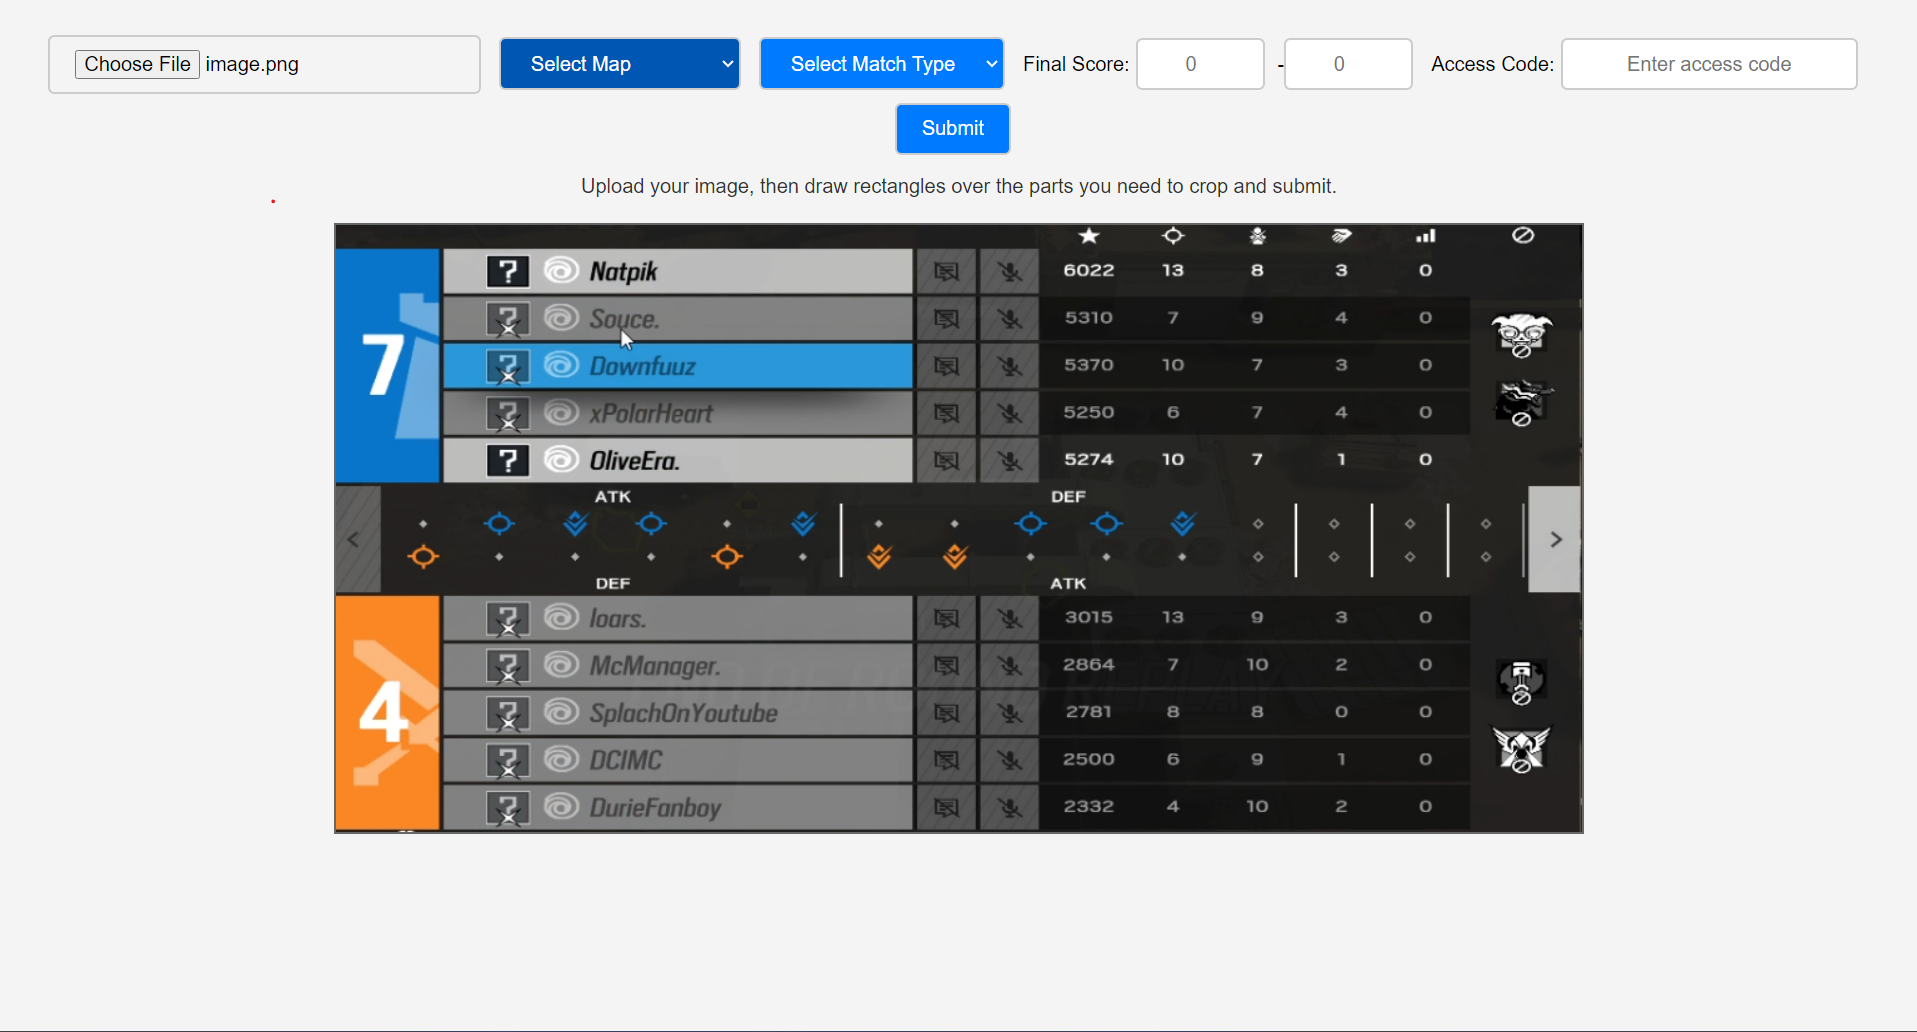 Choose File image.png Select Map Select Match Type Final Score: 0 - 0 Access Code: Enter access code
Submit
Upload your image, then draw rectangles over the parts you need to crop and submit.
7
? Natpik 6022 13 8 3 0
? Souce. 5310 7 9 4 0
? Downfuuz 5370 10 7 3 0
? xPolarHeart 5250 6 7 4 0
? OliveEra. 5274 10 7 1 0
ATK DEF
< >
DEF ATK
4
? loars. 3015 13 9 3 0
? McManager. 2864 7 10 2 0
END OF ROUND REPLAY
? SplachOnYoutube 2781 8 8 0 0
? DCIMC 2500 6 9 1 0
? DurieFanboy 2332 4 10 2 0